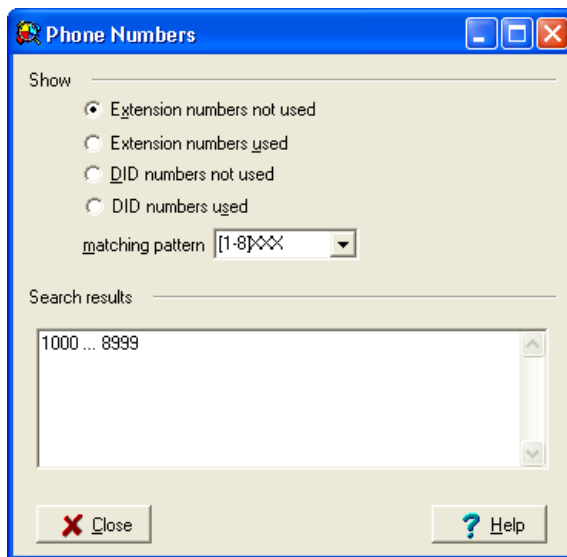 Phone Numbers
Show
Extension numbers not used
Extension numbers used
DID numbers not used
DID numbers used
matching pattern [1-8]XXX
Search results
1000 ... 8999
Close
? Help